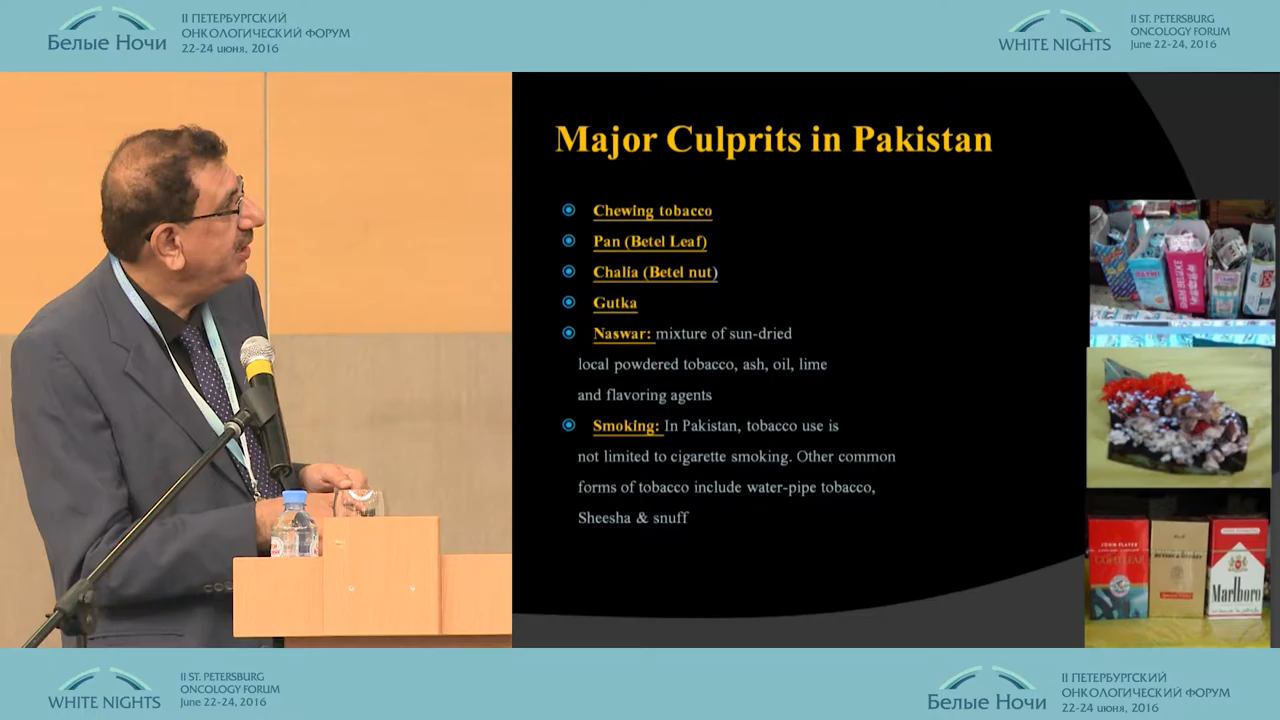 Белые Ночи
II ПЕТЕРБУРГСКИЙ
ОНКОЛОГИЧЕСКИЙ ФОРУМ
22-24 июня, 2016
WHITE NIGHTS
II ST. PETERSBURG
ONCOLOGY FORUM
June 22-24, 2016
Major Culprits in Pakistan
Chewing tobacco
Pan (Betel Leaf)
Chalia (Betel nut)
Gutka
Naswar: mixture of sun-dried
local powdered tobacco, ash, oil, lime
and flavoring agents
Smoking: In Pakistan, tobacco use is
not limited to cigarette smoking. Other common
forms of tobacco include water-pipe tobacco,
Sheesha & snuff
JOHN PLAYER
GOLD LEAF
Marlboro
WHITE NIGHTS
II ST. PETERSBURG
ONCOLOGY FORUM
June 22-24, 2016
Белые Ночи
II ПЕТЕРБУРГСКИЙ
ОНКОЛОГИЧЕСКИЙ ФОРУМ
22-24 июня, 2016